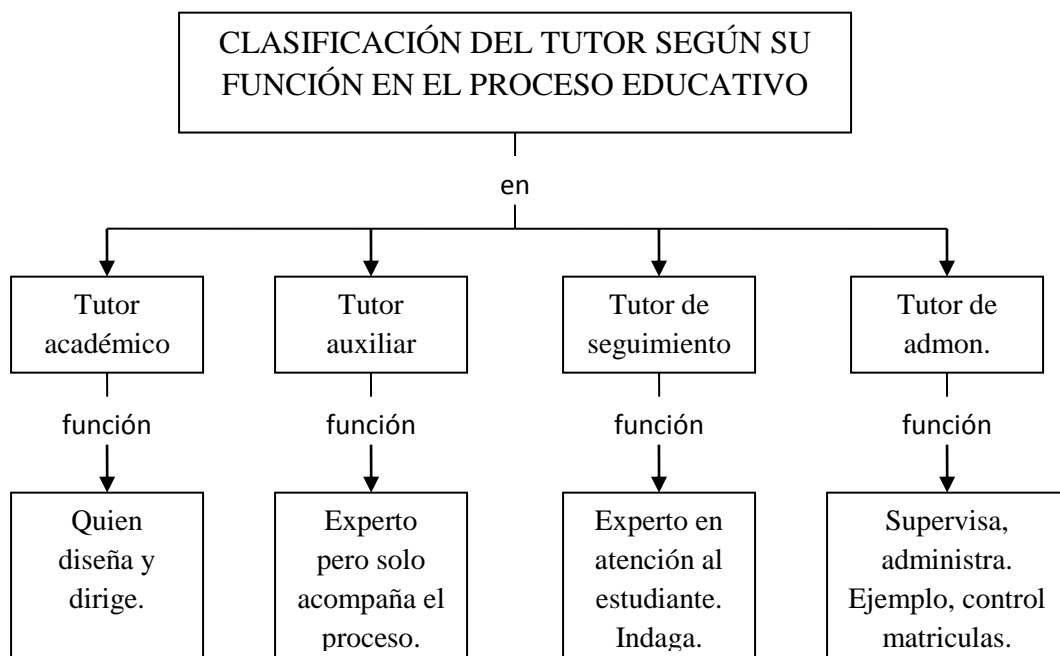 CLASIFICACIÓN DEL TUTOR SEGÚN SU
FUNCIÓN EN EL PROCESO EDUCATIVO
en
Tutor
académico
Tutor
auxiliar
Tutor de
seguimiento
Tutor de
admon.
función
función
función
función
Quien
diseña y
dirige.
Experto
pero solo
acompaña el
proceso.
Experto en
atención al
estudiante.
Indaga.
Supervisa,
administra.
Ejemplo, control
matriculas.